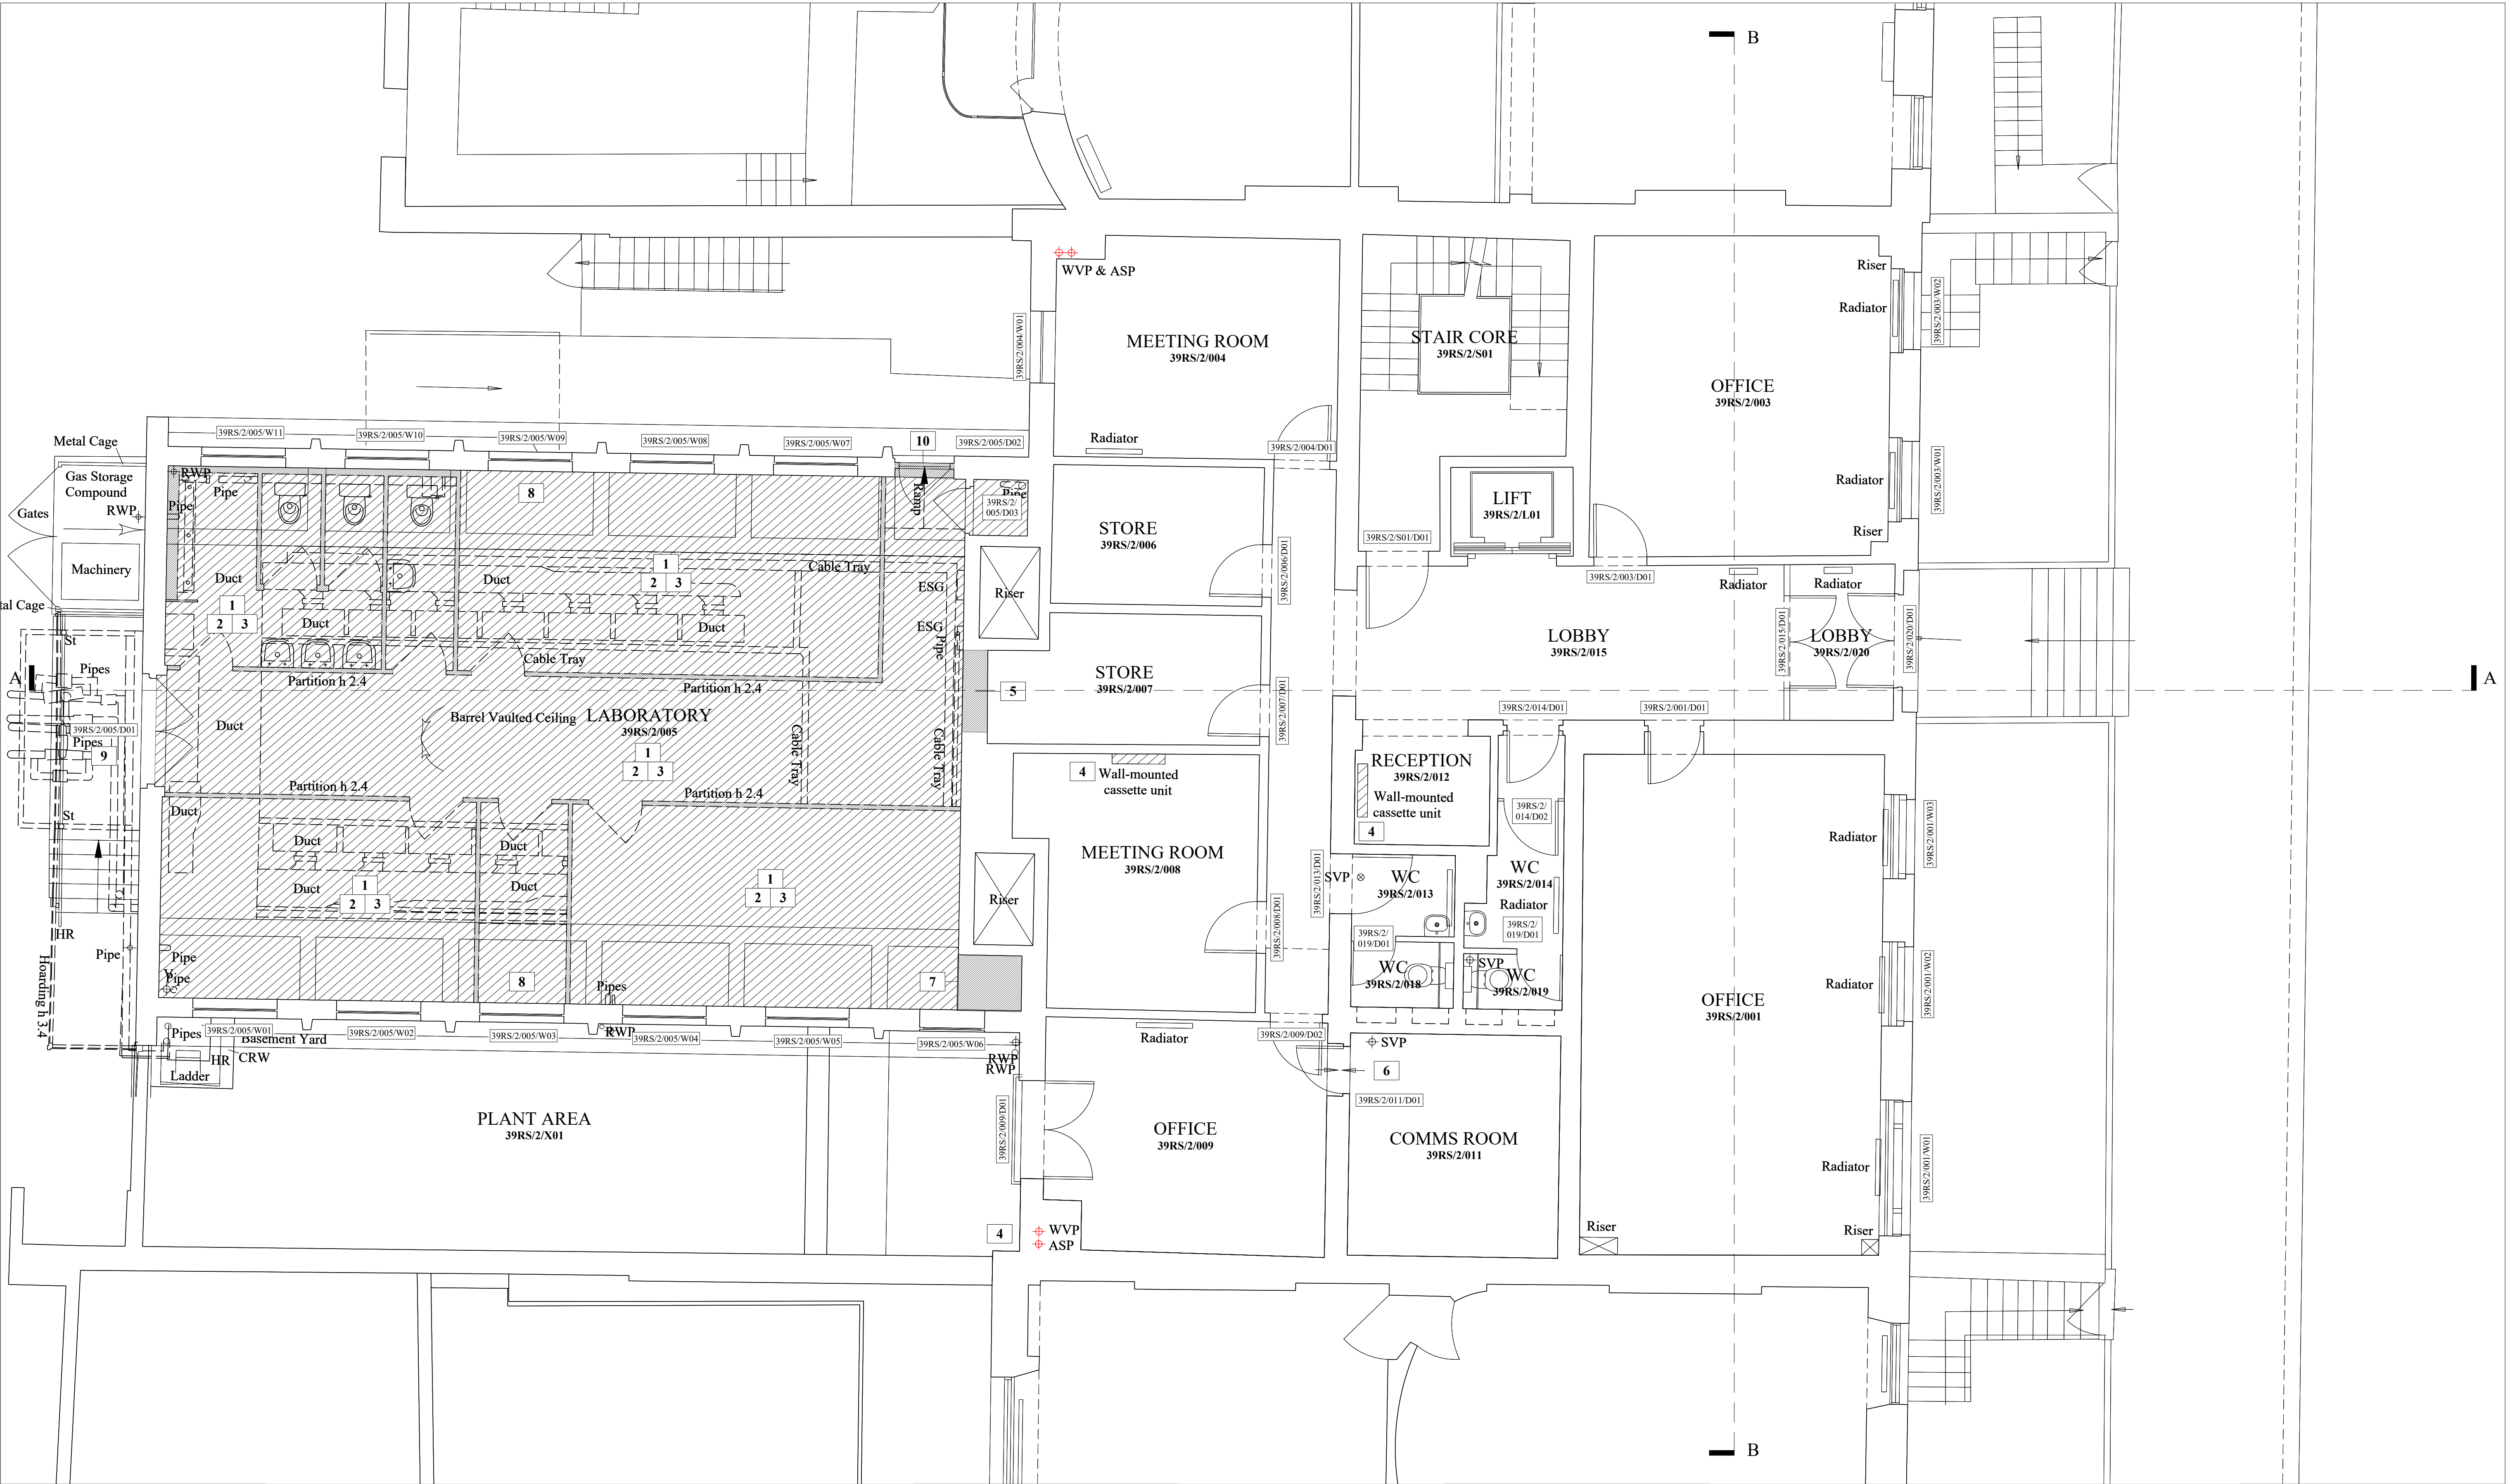 B
WVP & ASP
MEETING ROOM
39RS/2/004
39RS/2/004/W01
Radiator
39RS/2/004/D01
STAIR CORE
39RS/2/S01
39RS/2/S01/D01
LIFT
39RS/2/L01
OFFICE
39RS/2/003
Riser
Radiator
39RS/2/003/W02
Radiator
39RS/2/003/W01
Riser
39RS/2/003/D01
Metal Cage
Gas Storage
Compound
Gates
RWP
Machinery
tal Cage
St
39RS/2/005/W11
39RS/2/005/W10
39RS/2/005/W09
39RS/2/005/W08
39RS/2/005/W07
10
39RS/2/005/D02
RWP
Pipe
Pipe
8
Ramp
Pipe
39RS/2/
005/D03
Duct
Duct
1
2
3
Cable Tray
ESG
Riser
1
2
3
Duct
Duct
ESG
Pipe
Cable Tray
Partition h 2.4
Partition h 2.4
A
Pipes
39RS/2/005/D01
Pipes
9
St
Duct
Barrel Vaulted Ceiling
LABORATORY
39RS/2/005
1
2
3
Cable Tray
Cable Tray
5
Partition h 2.4
Partition h 2.4
Duct
Duct
Duct
Duct
Duct
1
2
3
1
2
3
Riser
HR
Hoarding h 3.4
Pipe
Pipe
Pipe
8
Pipes
7
STORE
39RS/2/006
39RS/2/006/D01
STORE
39RS/2/007
39RS/2/007/D01
4
Wall-mounted
cassette unit
MEETING ROOM
39RS/2/008
39RS/2/008/D01
LOBBY
39RS/2/015
Radiator
Radiator
39RS/2/015/D01
LOBBY
39RS/2/020
39RS/2/020/D01
A
39RS/2/014/D01
39RS/2/001/D01
RECEPTION
39RS/2/012
Wall-mounted
cassette unit
4
39RS/2/
014/D02
39RS/2/013/D01
SVP
WC
39RS/2/013
WC
39RS/2/014
Radiator
39RS/2/
019/D01
39RS/2/
019/D01
WC
39RS/2/018
SVP
WC
39RS/2/019
Radiator
39RS/2/001/W03
Radiator
39RS/2/001/W02
OFFICE
39RS/2/001
Radiator
39RS/2/001/W01
Riser
Riser
Pipes
39RS/2/005/W01
39RS/2/005/W02
39RS/2/005/W03
RWP
39RS/2/005/W04
39RS/2/005/W05
39RS/2/005/W06
Basement Yard
HR
CRW
Ladder
RWP
RWP
PLANT AREA
39RS/2/X01
39RS/2/009/D01
Radiator
39RS/2/009/D02
OFFICE
39RS/2/009
SVP
6
39RS/2/011/D01
COMMS ROOM
39RS/2/011
4
WVP
ASP
B